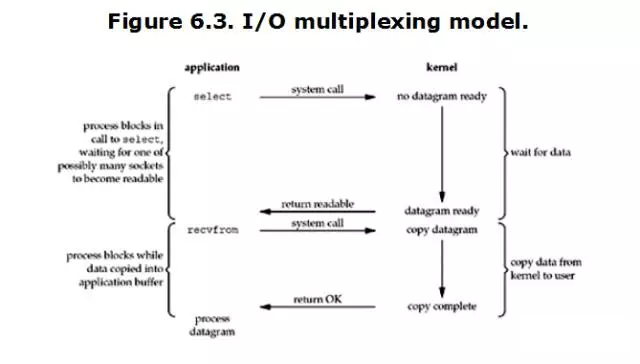 Figure 6.3. I/O multiplexing model.
application
kernel
select
system call
no datagram ready
process blocks in
call to select,
waiting for one of
possibly many sockets
to become readable
wait for data
return readable
datagram ready
recvfrom
system call
copy datagram
process blocks while
data copied into
application buffer
copy data from
kernel to user
return OK
copy complete
process
datagram